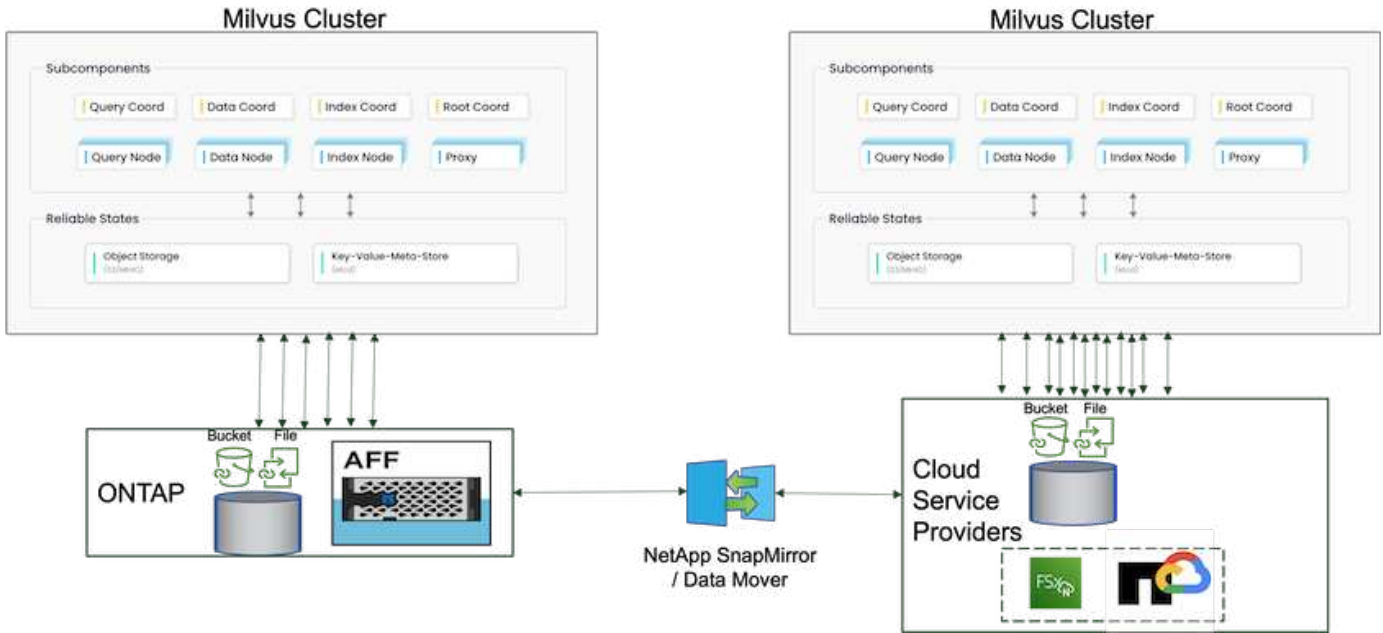 Milvus Cluster
Subcomponents
Query Coord
Data Coord
Index Coord
Root Coord
Query Node
Data Node
Index Node
Proxy
Reliable States
Object Storage
Key-Value-Meta-Store
Milvus Cluster
Subcomponents
Query Coord
Data Coord
Index Coord
Root Coord
Query Node
Data Node
Index Node
Proxy
Reliable States
Object Storage
Key-Value-Meta-Store
ONTAP
Bucket
File
AFF
NetApp SnapMirror
/ Data Mover
Cloud
Service
Providers
Bucket
File
FSx
N